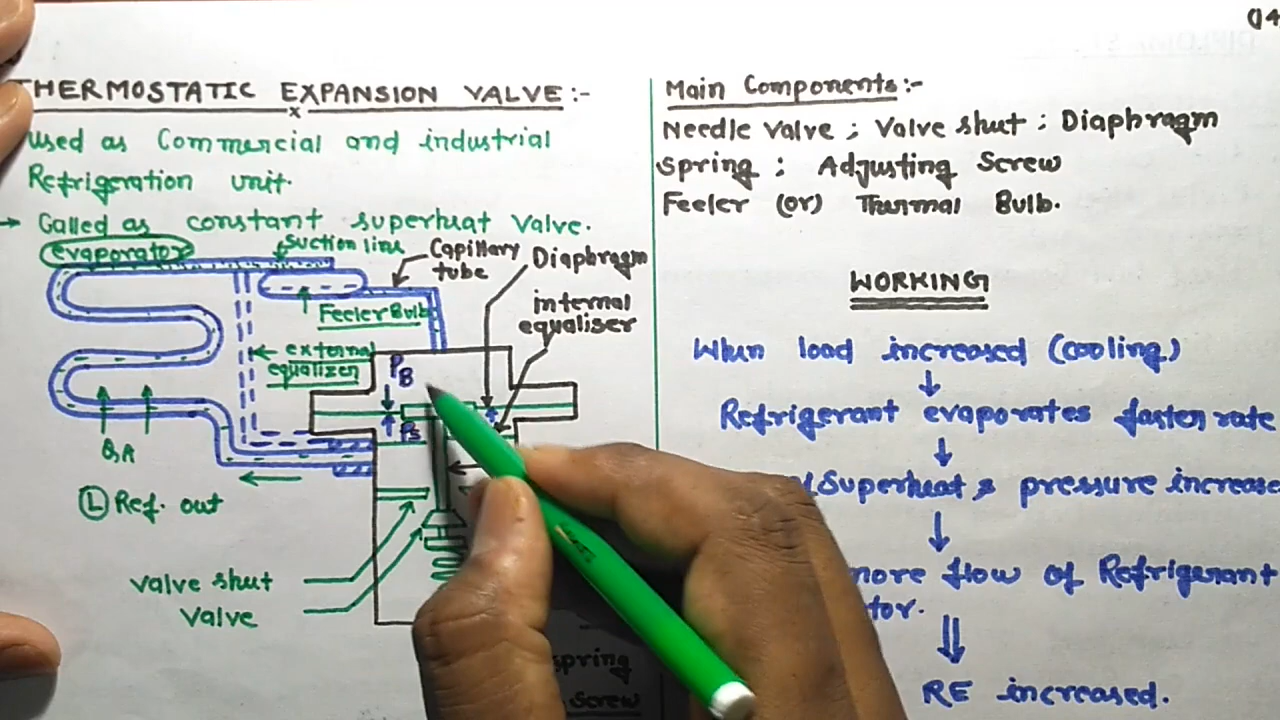 (14
THERMOSTATIC EXPANSION VALVE :-
Used as Commercial and industrial
Refrigeration unit.
→ Called as constant superheat valve.
evaporator
suction line
Capillary
tube
Diaphragm
internal
equaliser
Feeler Bulb
external
equalizer
PB
Ps
QA
Ⓛ Ref. out
Valve shut
Valve
spring
Screw
Main Components :-
Needle Valve ; Valve shut ; Diaphragm
Spring ; Adjusting Screw
Feeler (or) Thermal Bulb.
WORKING
When load increased (cooling)
↓
Refrigerant evaporates faster rate
↓
Superheat & pressure increase
↓
more flow of Refrigerant
tor.
⇓
RE increased.